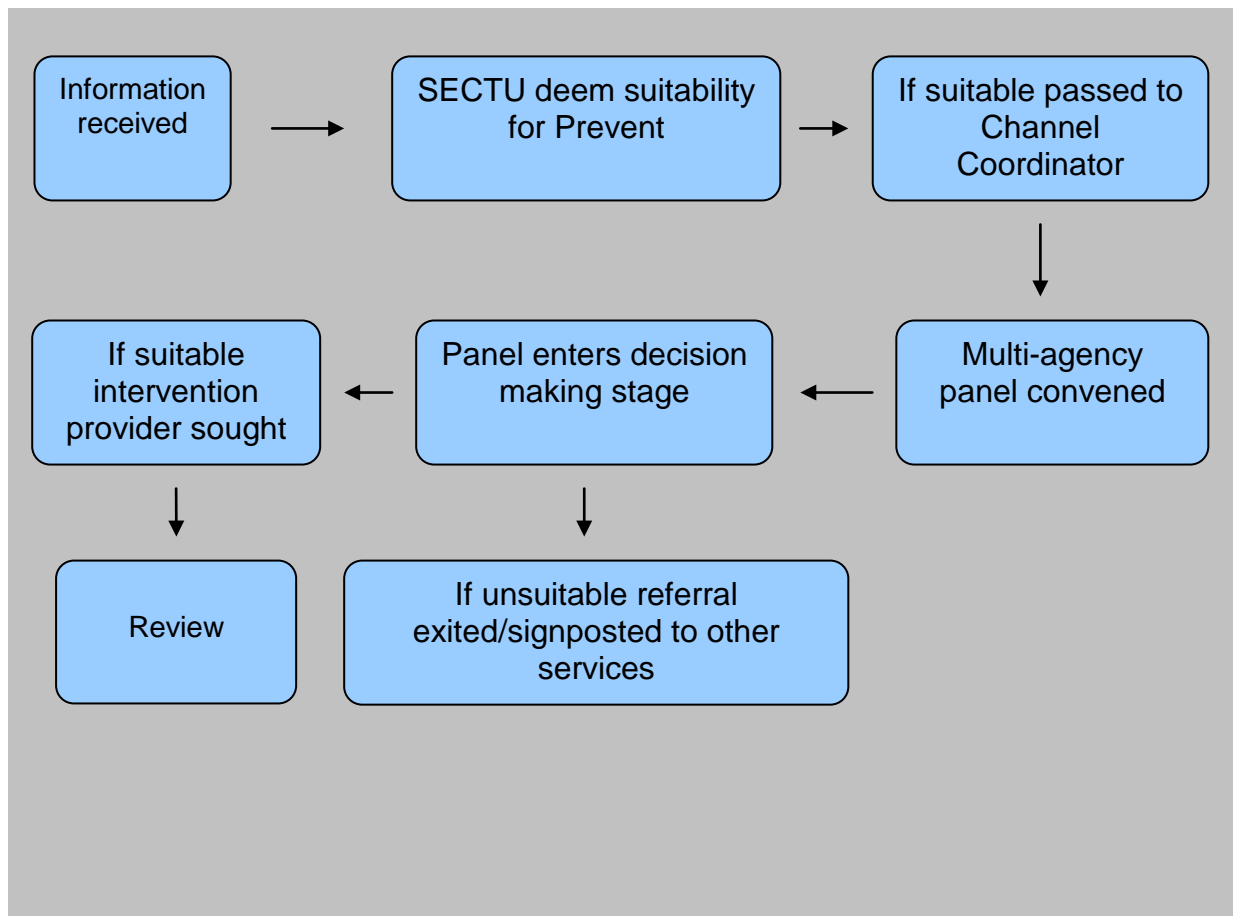 Information
received
SECTU deem suitability
for Prevent
If suitable passed to
Channel
Coordinator
If suitable
intervention
provider sought
Panel enters decision
making stage
Multi-agency
panel convened
Review
If unsuitable referral
exited/signposted to other
services